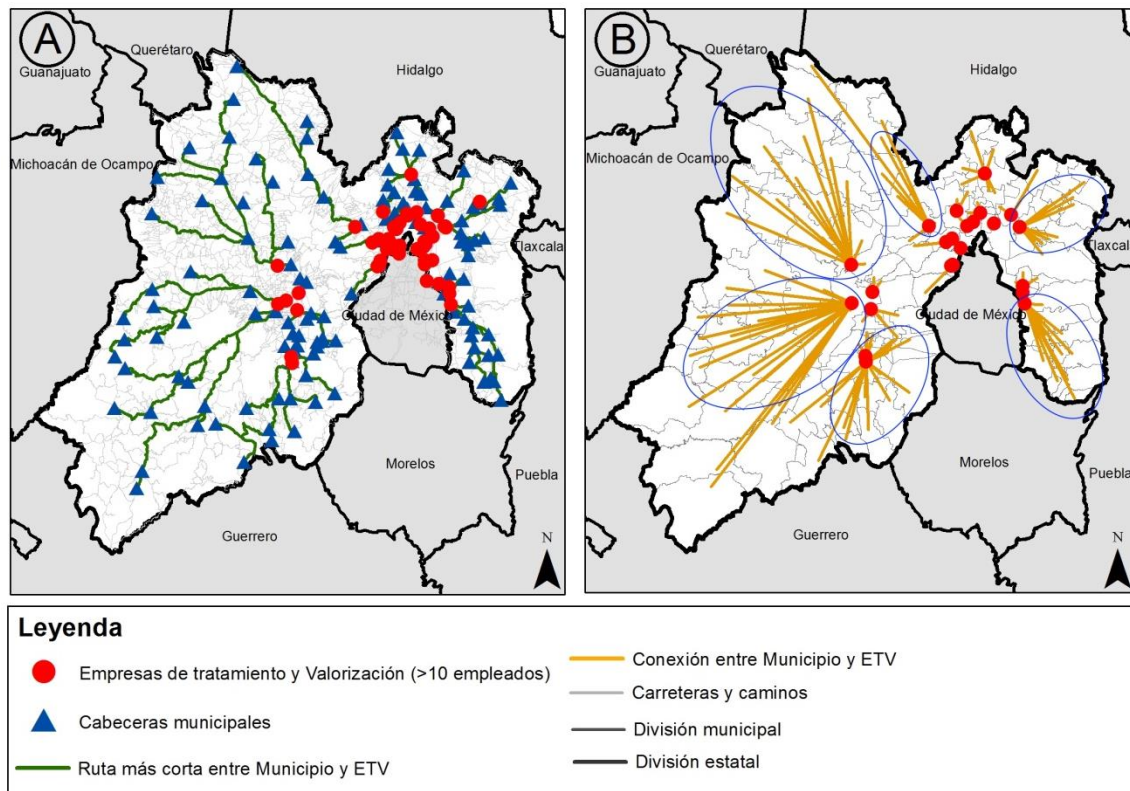 A
Querétaro
Guanajuato
Hidalgo
Michoacán de Ocampo
Tlaxcala
Ciudad de México
Morelos
Puebla
Guerrero
N
B
Querétaro
Guanajuato
Hidalgo
Michoacán de Ocampo
Tlaxcala
Ciudad de México
Morelos
Puebla
Guerrero
N
Leyenda
Empresas de tratamiento y Valorización (>10 empleados)
Cabeceras municipales
Ruta más corta entre Municipio y ETV
Conexión entre Municipio y ETV
Carreteras y caminos
División municipal
División estatal